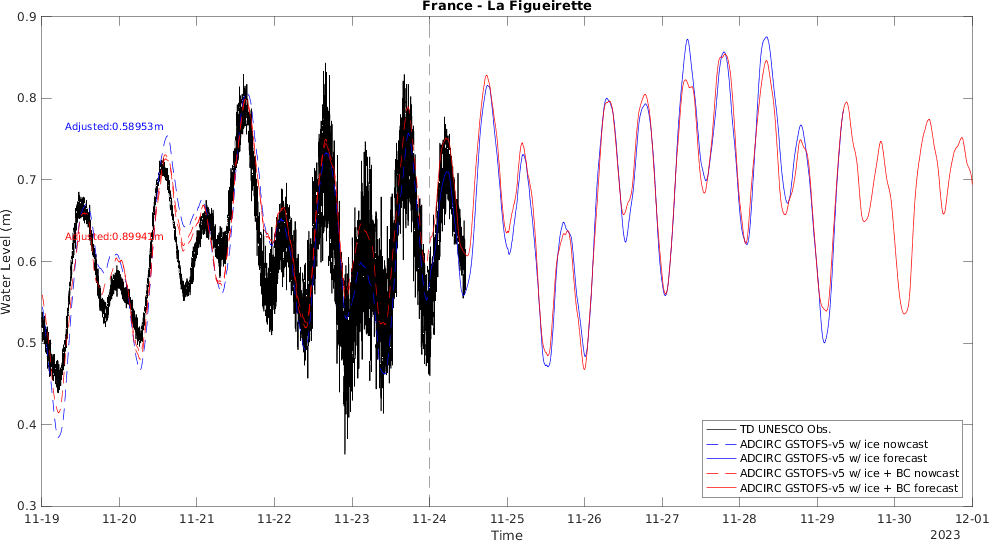 France - La Figueirette
Water Level (m)
0.9
0.8
0.7
0.6
0.5
0.4
0.3
Adjusted:0.58953m
Adjusted:0.89943m
TD UNESCO Obs.
ADCIRC GSTOFS-v5 w/ ice nowcast
ADCIRC GSTOFS-v5 w/ ice forecast
ADCIRC GSTOFS-v5 w/ ice + BC nowcast
ADCIRC GSTOFS-v5 w/ ice + BC forecast
11-19 11-20 11-21 11-22 11-23 11-24 11-25 11-26 11-27 11-28 11-29 11-30 12-01
Time
2023